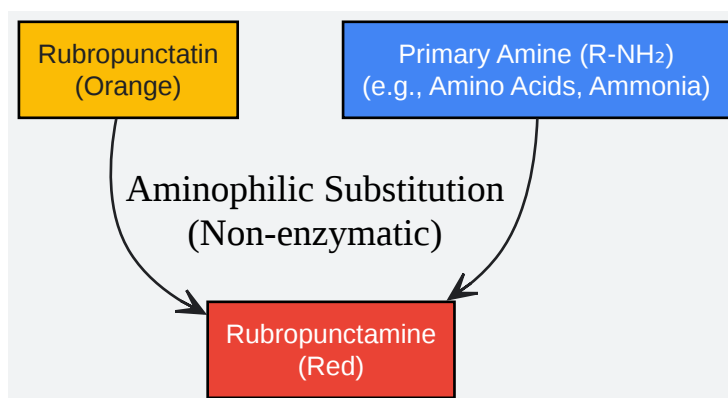 Rubropunctatin
(Orange)
Primary Amine (R-NH₂)
(e.g., Amino Acids, Ammonia)
Aminophilic Substitution
(Non-enzymatic)
Rubropunctamine
(Red)